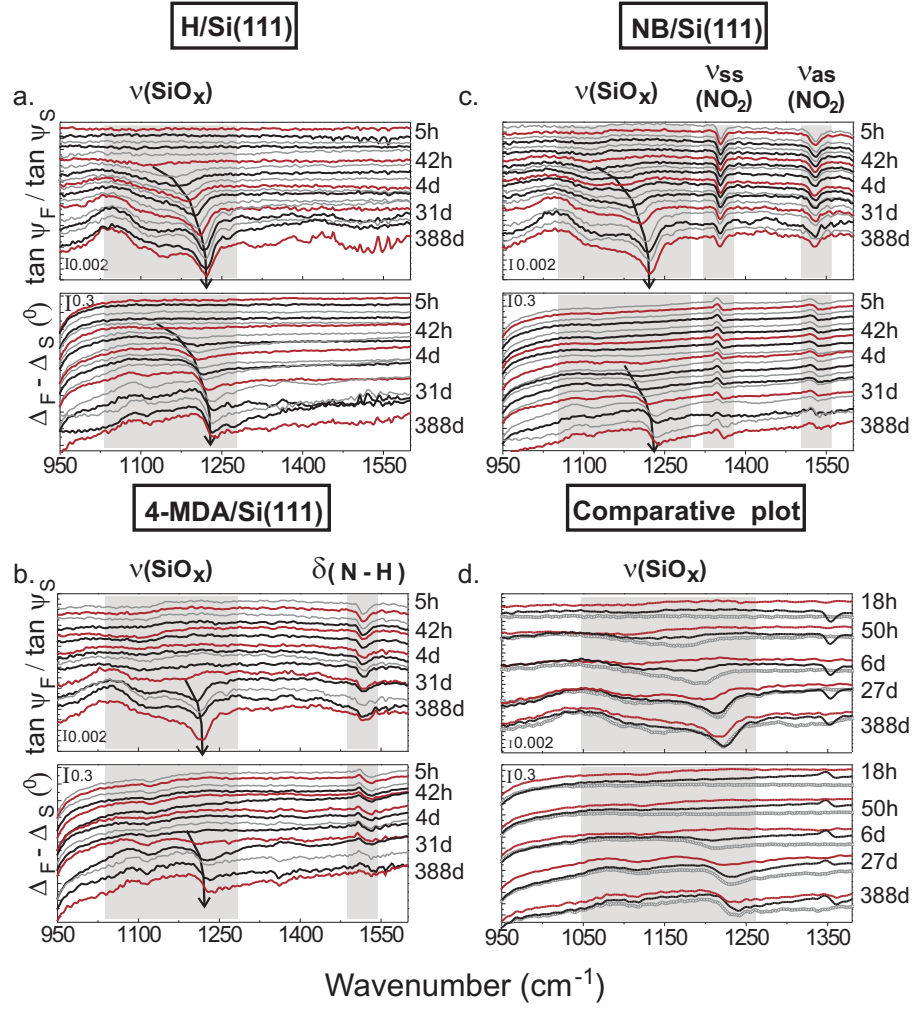 H/Si(111)
NB/Si(111)
a.
ν(SiOx)
c.
ν(SiOx)
νss
(NO2)
νas
(NO2)
tan ψF / tan ψS
5h
42h
4d
31d
388d
I0.002
5h
42h
4d
31d
388d
I0.002
ΔF - ΔS (0)
I0.3
5h
42h
4d
31d
388d
950 1100 1250 1400 1550
I0.3
5h
42h
4d
31d
388d
950 1100 1250 1400 1550
4-MDA/Si(111)
Comparative plot
b.
ν(SiOx)
δ(N-H)
d.
ν(SiOx)
tan ψF / tan ψS
5h
42h
4d
31d
388d
I0.002
18h
50h
6d
27d
388d
I0.002
ΔF - ΔS (0)
I0.3
5h
42h
4d
31d
388d
950 1100 1250 1400 1550
I0.3
18h
50h
6d
27d
388d
950 1050 1150 1250 1350
Wavenumber (cm-1)